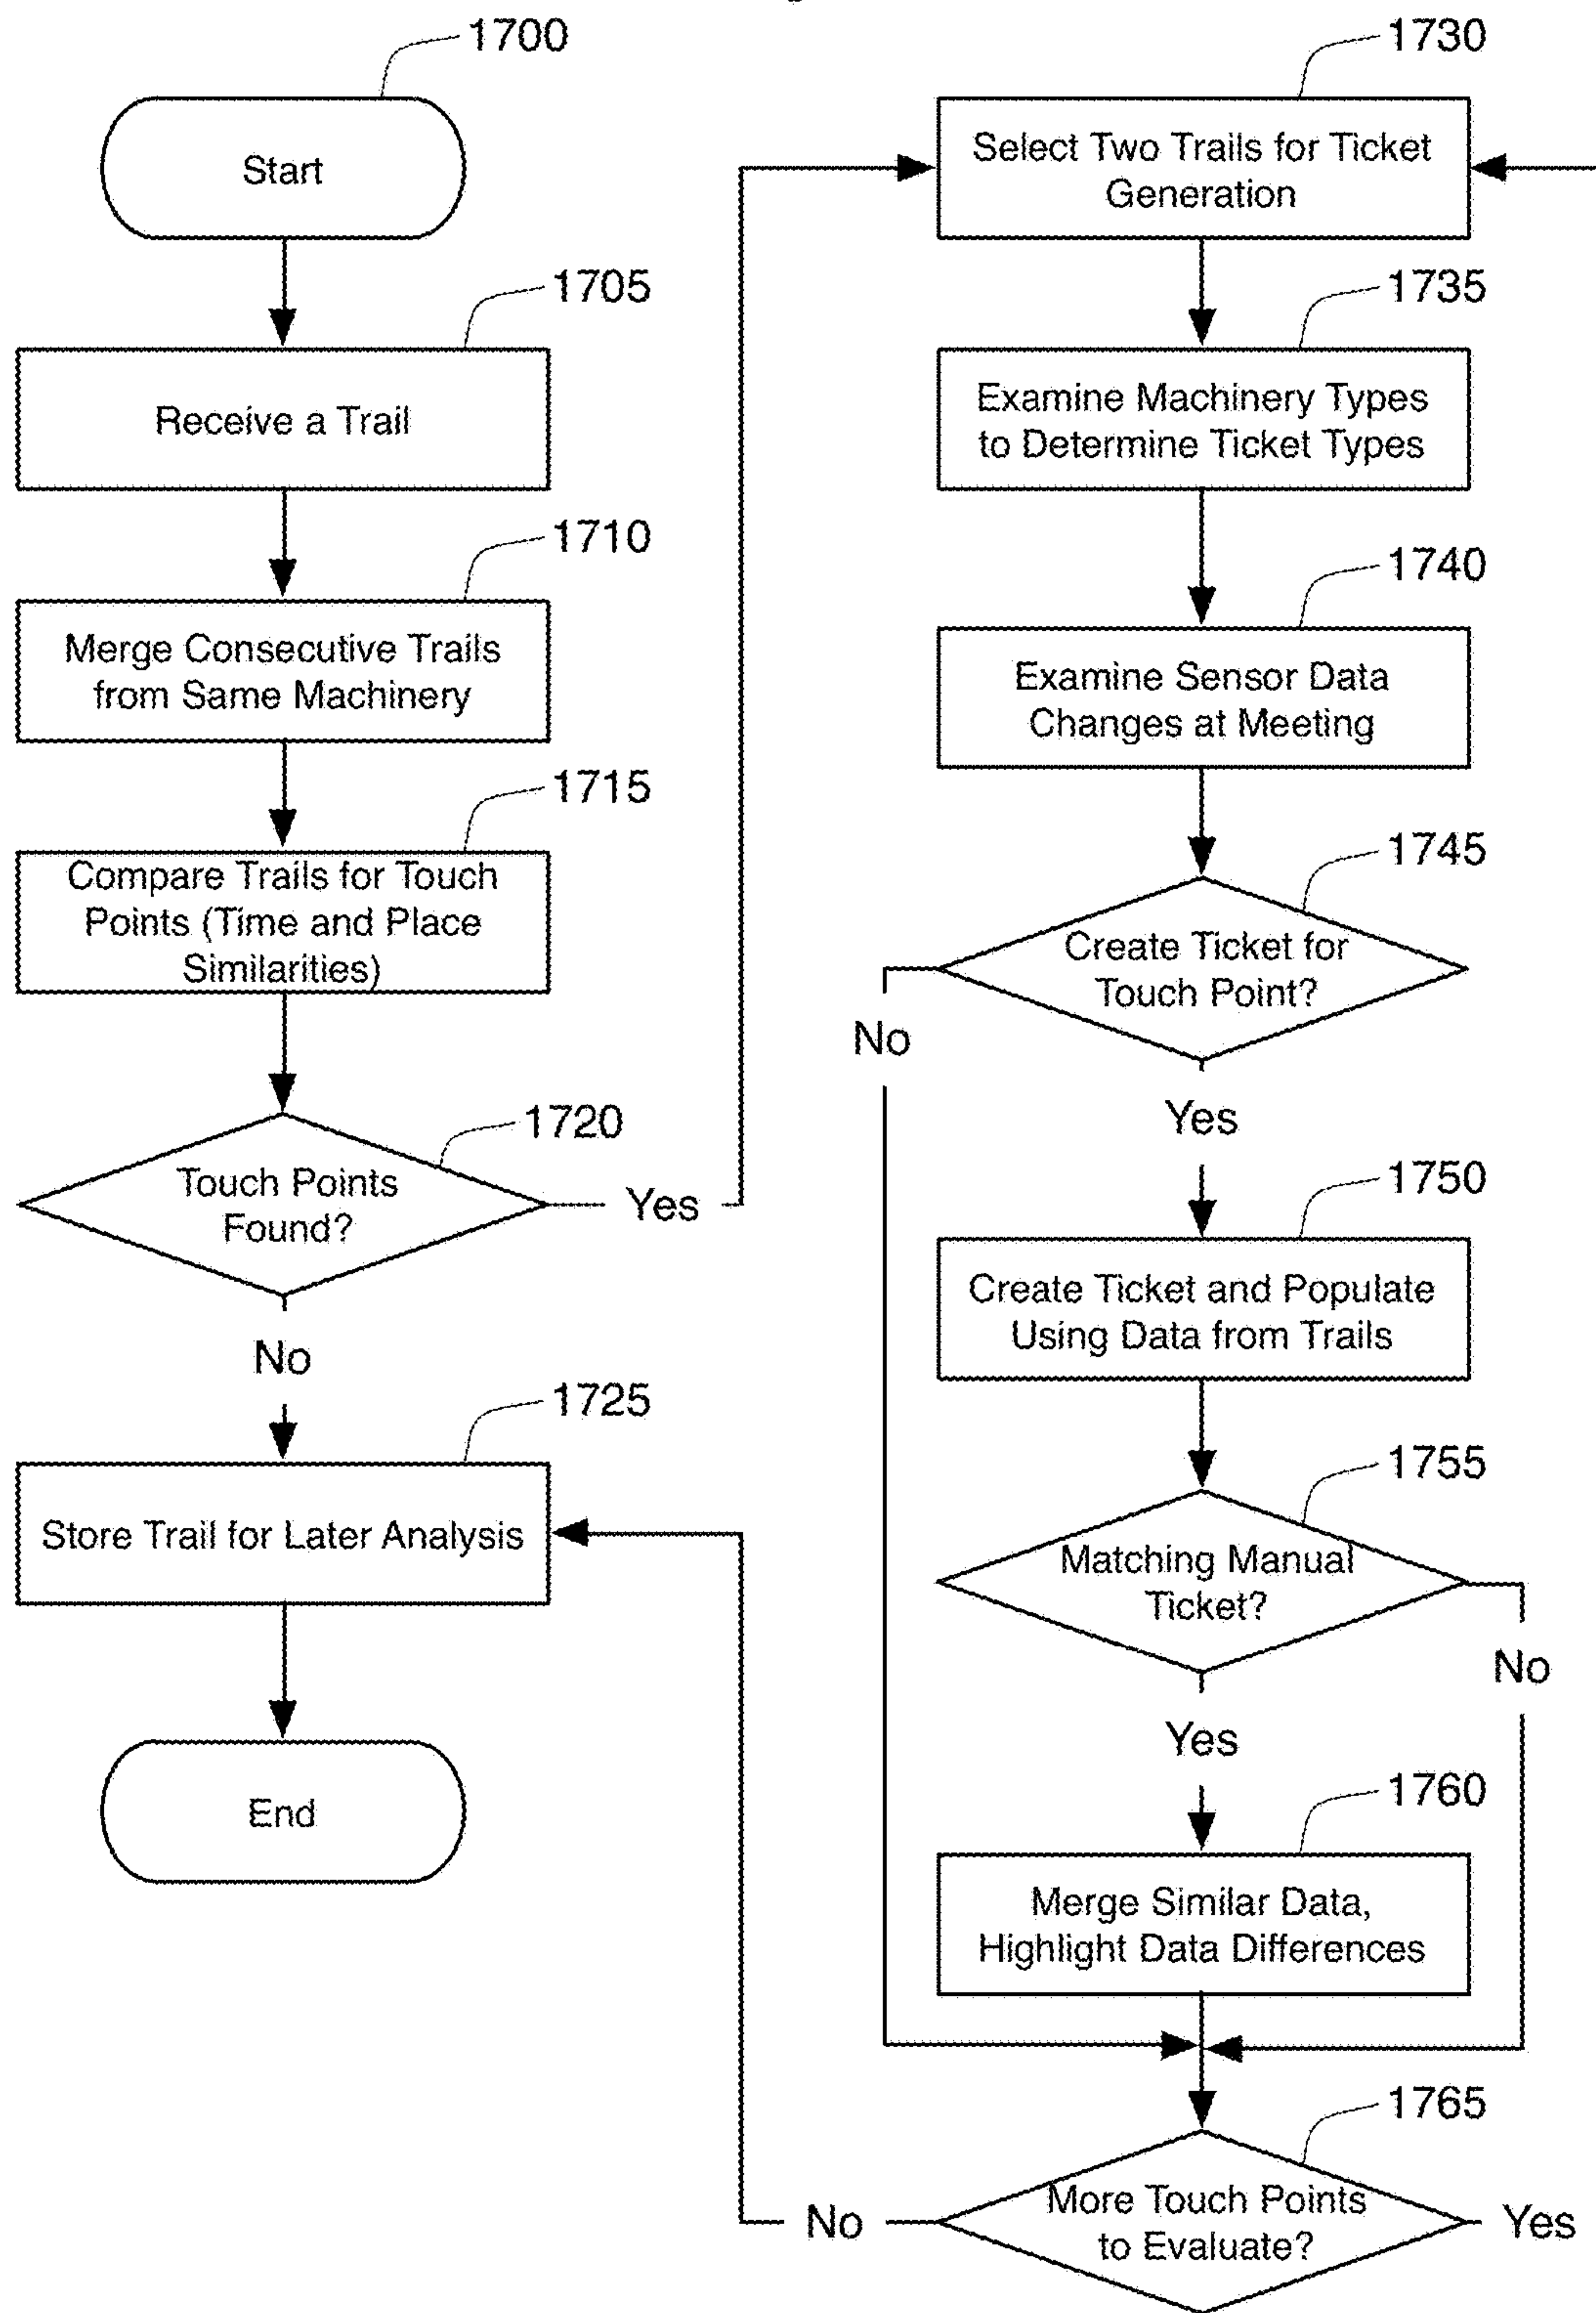 1700
Start
1705
Receive a Trail
1710
Merge Consecutive Trails
from Same Machinery
1715
Compare Trails for Touch
Points (Time and Place
Similarities)
1720
Touch Points
Found?
Yes
No
1725
Store Trail for Later Analysis
End
1730
Select Two Trails for Ticket
Generation
1735
Examine Machinery Types
to Determine Ticket Types
1740
Examine Sensor Data
Changes at Meeting
1745
Create Ticket for
Touch Point?
No
Yes
1750
Create Ticket and Populate
Using Data from Trails
1755
Matching Manual
Ticket?
No
Yes
1760
Merge Similar Data,
Highlight Data Differences
1765
More Touch Points
to Evaluate?
No
Yes